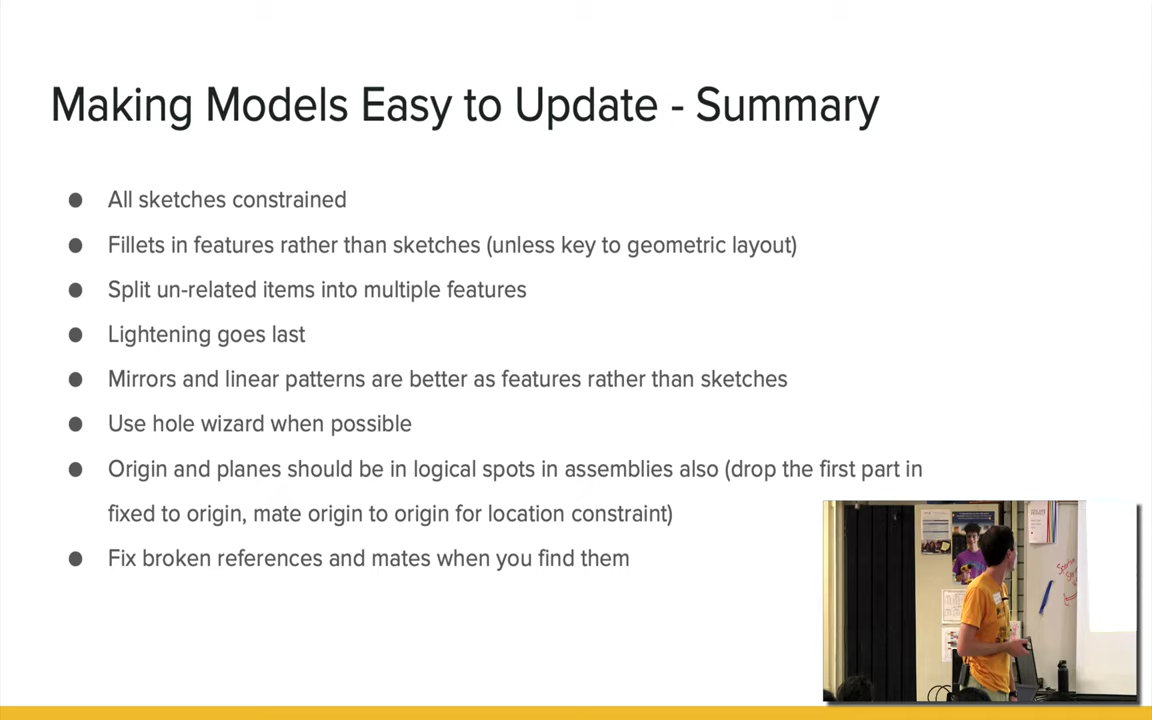 Making Models Easy to Update - Summary
● All sketches constrained
● Fillets in features rather than sketches (unless key to geometric layout)
● Split un-related items into multiple features
● Lightening goes last
● Mirrors and linear patterns are better as features rather than sketches
● Use hole wizard when possible
● Origin and planes should be in logical spots in assemblies also (drop the first part in
fixed to origin, mate origin to origin for location constraint)
● Fix broken references and mates when you find them